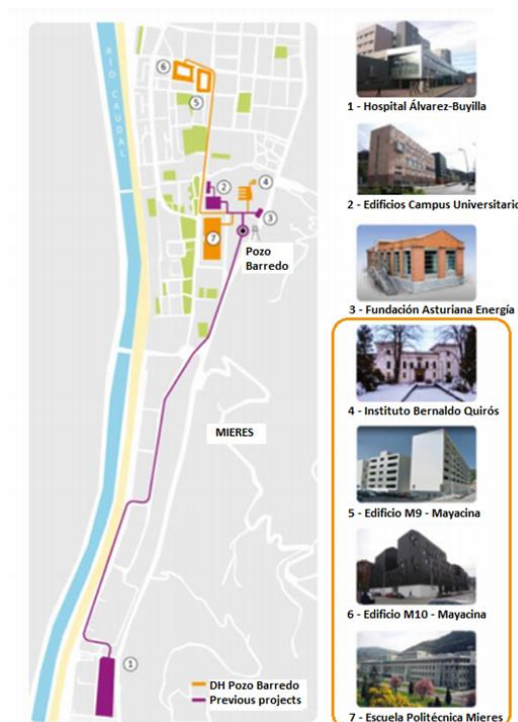 RÍO CAUDAL
6
5
4
2
3
7
Pozo
Barredo
MIERES
1
DH Pozo Barredo
Previous projects
1 - Hospital Álvarez-Buyilla
2 - Edificios Campus Universitario
3 - Fundación Asturiana Energía
4 - Instituto Bernaldo Quirós
5 - Edificio M9 - Mayacina
6 - Edificio M10 - Mayacina
7 - Escuela Politécnica Mieres